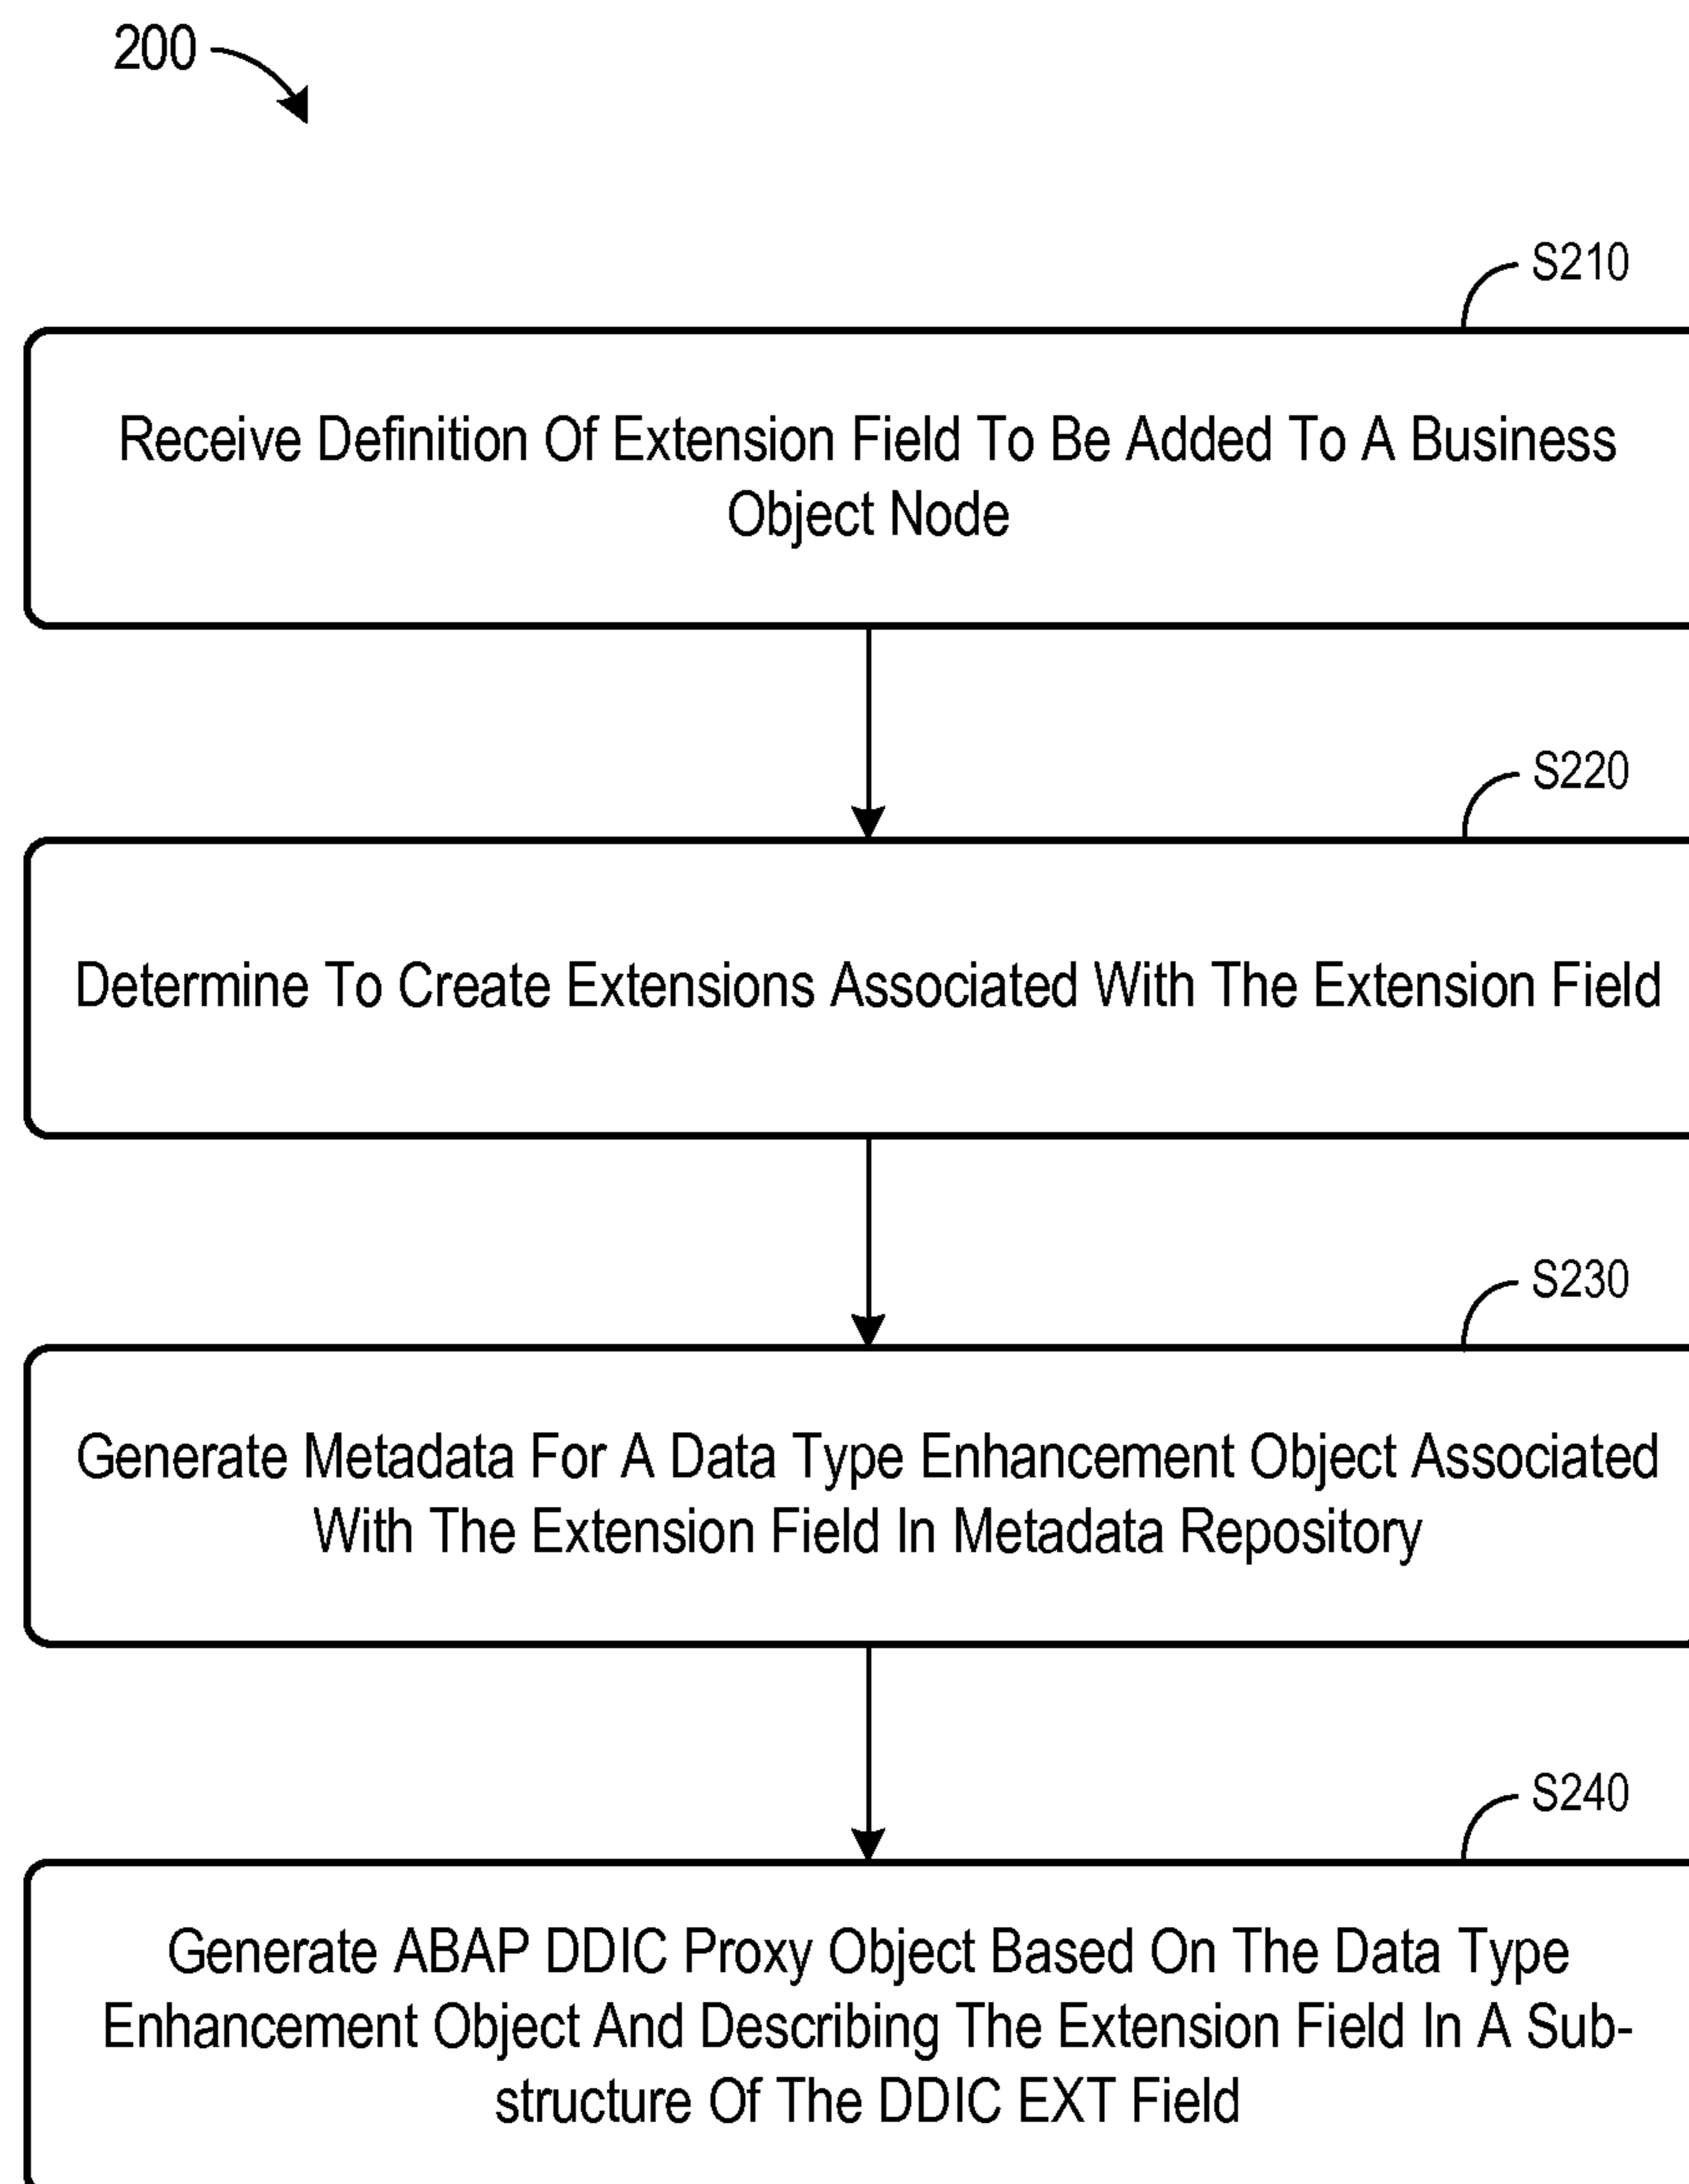 200
S210
Receive Definition Of Extension Field To Be Added To A Business
Object Node
S220
Determine To Create Extensions Associated With The Extension Field
S230
Generate Metadata For A Data Type Enhancement Object Associated
With The Extension Field In Metadata Repository
S240
Generate ABAP DDIC Proxy Object Based On The Data Type
Enhancement Object And Describing The Extension Field In A Sub-
structure Of The DDIC EXT Field